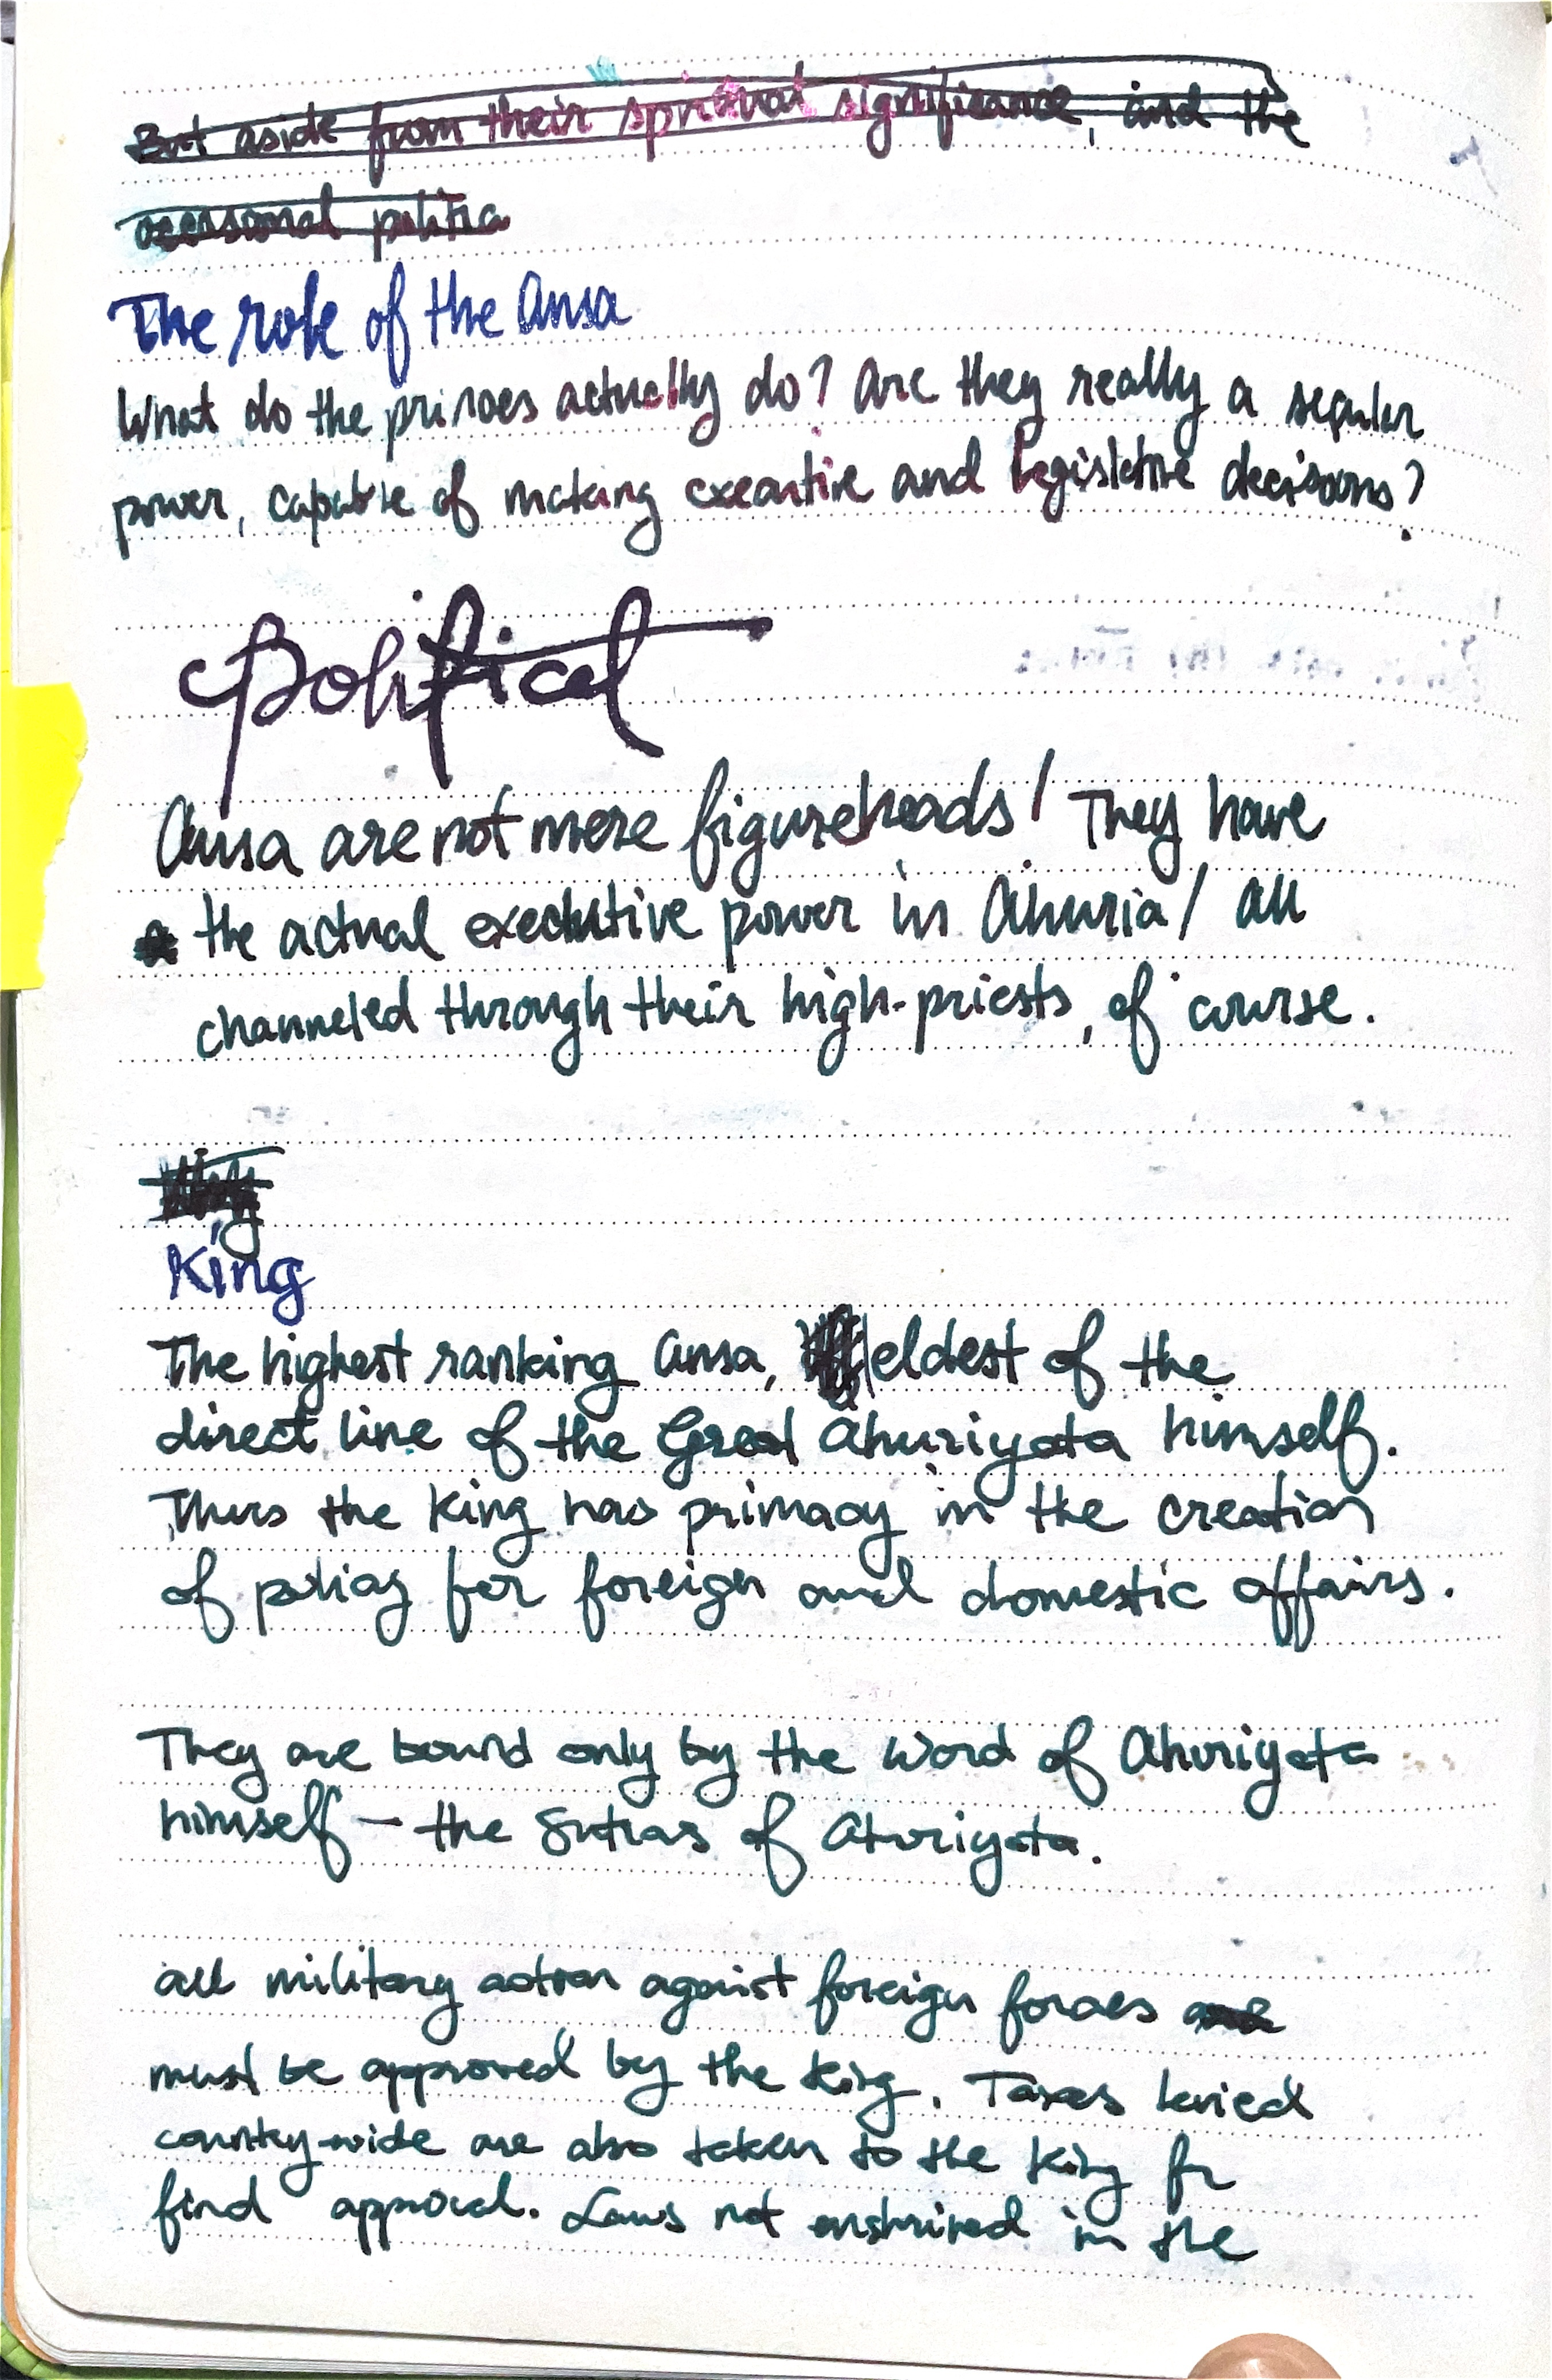 But aside from their spiritual significance, and the
occassional politic
The role of the Ansa
What do the princes actually do? Are they really a secular
power, capable of making executive and legislative decisions?
Political
Ansa are not mere figureheads! They have
the actual executive power in Ahuria! All
channeled through their high-priests, of course.
King
King
The highest ranking Ansa, eldest of the
direct line of the Great Ahuriyata himself.
Thus the King has primacy in the creation
of policy for foreign and domestic affairs.
They are bound only by the word of Ahuriyata
himself – the Sutras of Ahuriyata.
All military action against foreign forces are
must be approved by the King. Taxes levied
country-wide are also taken to the King for
final approval. Laws not enshrined in the